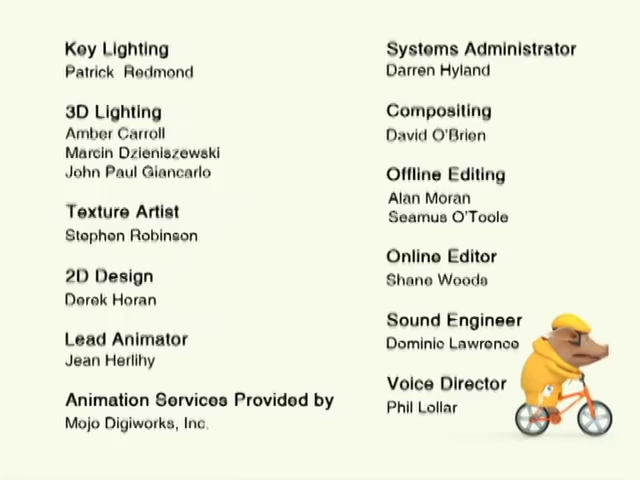 Key Lighting
Patrick Redmond
3D Lighting
Amber Carroll
Marcin Dzieniszewski
John Paul Giancarlo
Texture Artist
Stephen Robinson
2D Design
Derek Horan
Lead Animator
Jean Herlihy
Animation Services Provided by
Mojo Digiworks, Inc.
Systems Administrator
Darren Hyland
Compositing
David O'Brien
Offline Editing
Alan Moran
Seamus O'Toole
Online Editor
Shane Woods
Sound Engineer
Dominic Lawrence
Voice Director
Phil Lollar